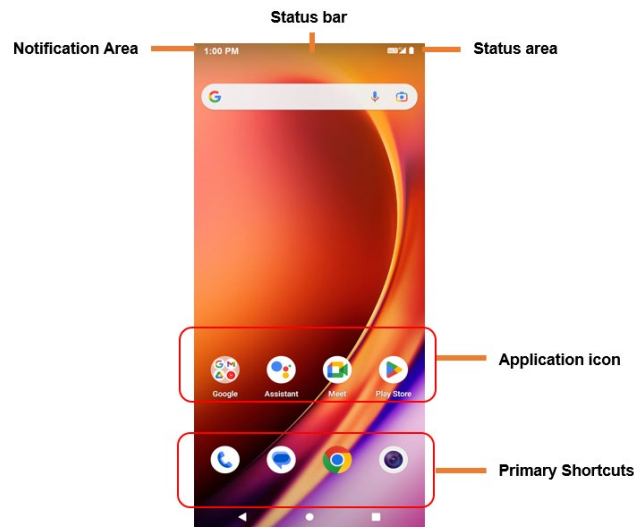 Status bar
Notification Area
Status area
1:00 PM
Google
Assistant
Meet
Play Store
Application icon
Primary Shortcuts